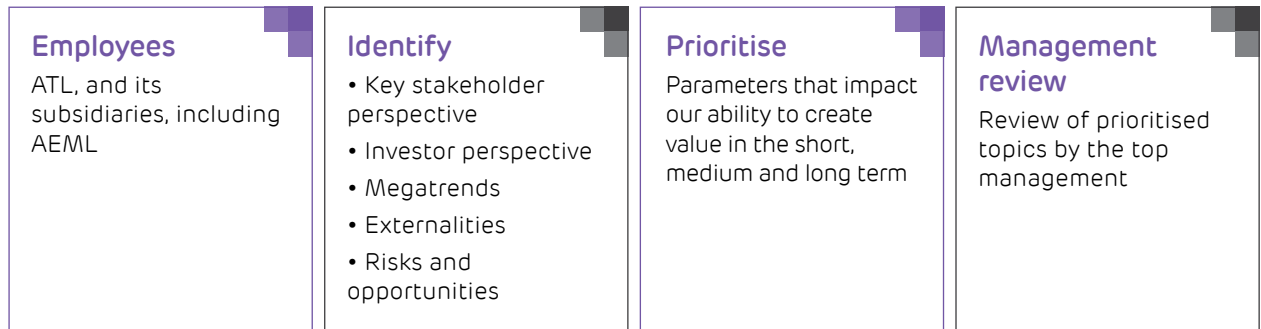 Employees
ATL, and its
subsidiaries, including
AEML
Identify
• Key stakeholder
perspective
• Investor perspective
• Megatrends
• Externalities
• Risks and
opportunities
Prioritise
Parameters that impact
our ability to create
value in the short,
medium and long term
Management
review
Review of prioritised
topics by the top
management